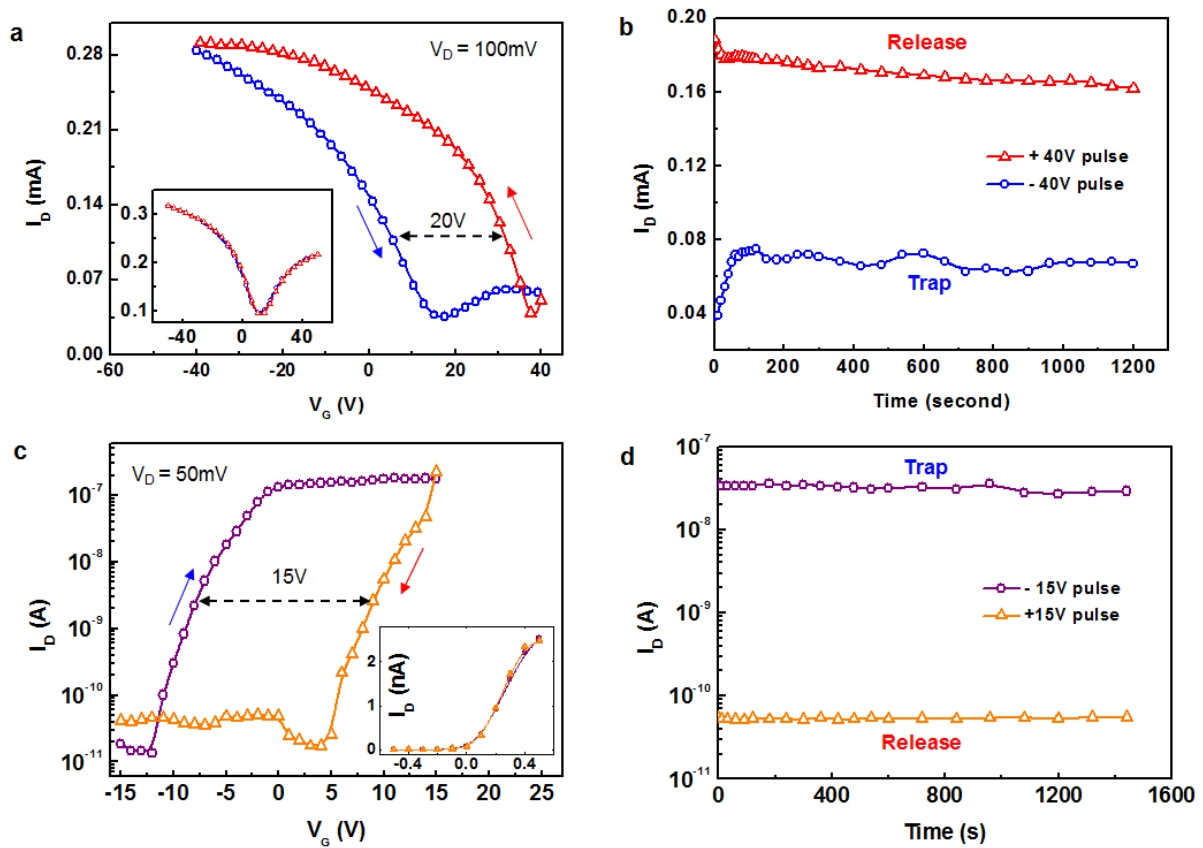 a
V_D = 100mV
0.28
0.21
0.14
0.07
0.00
I_D (mA)
20V
0.3
0.2
0.1
-40 0 40
-60 -40 -20 0 20 40
V_G (V)
b
0.20
0.16
0.12
0.08
0.04
I_D (mA)
Release
+ 40V pulse
- 40V pulse
Trap
0 200 400 600 800 1000 1200
Time (second)
c
V_D = 50mV
10^-7
10^-8
10^-9
10^-10
10^-11
I_D (A)
15V
2
1
0
I_D (nA)
-0.4 0.0 0.4
-15 -10 -5 0 5 10 15 20 25
V_G (V)
d
10^-7
10^-8
10^-9
10^-10
10^-11
I_D (A)
Trap
- 15V pulse
+15V pulse
Release
0 400 800 1200 1600
Time (s)